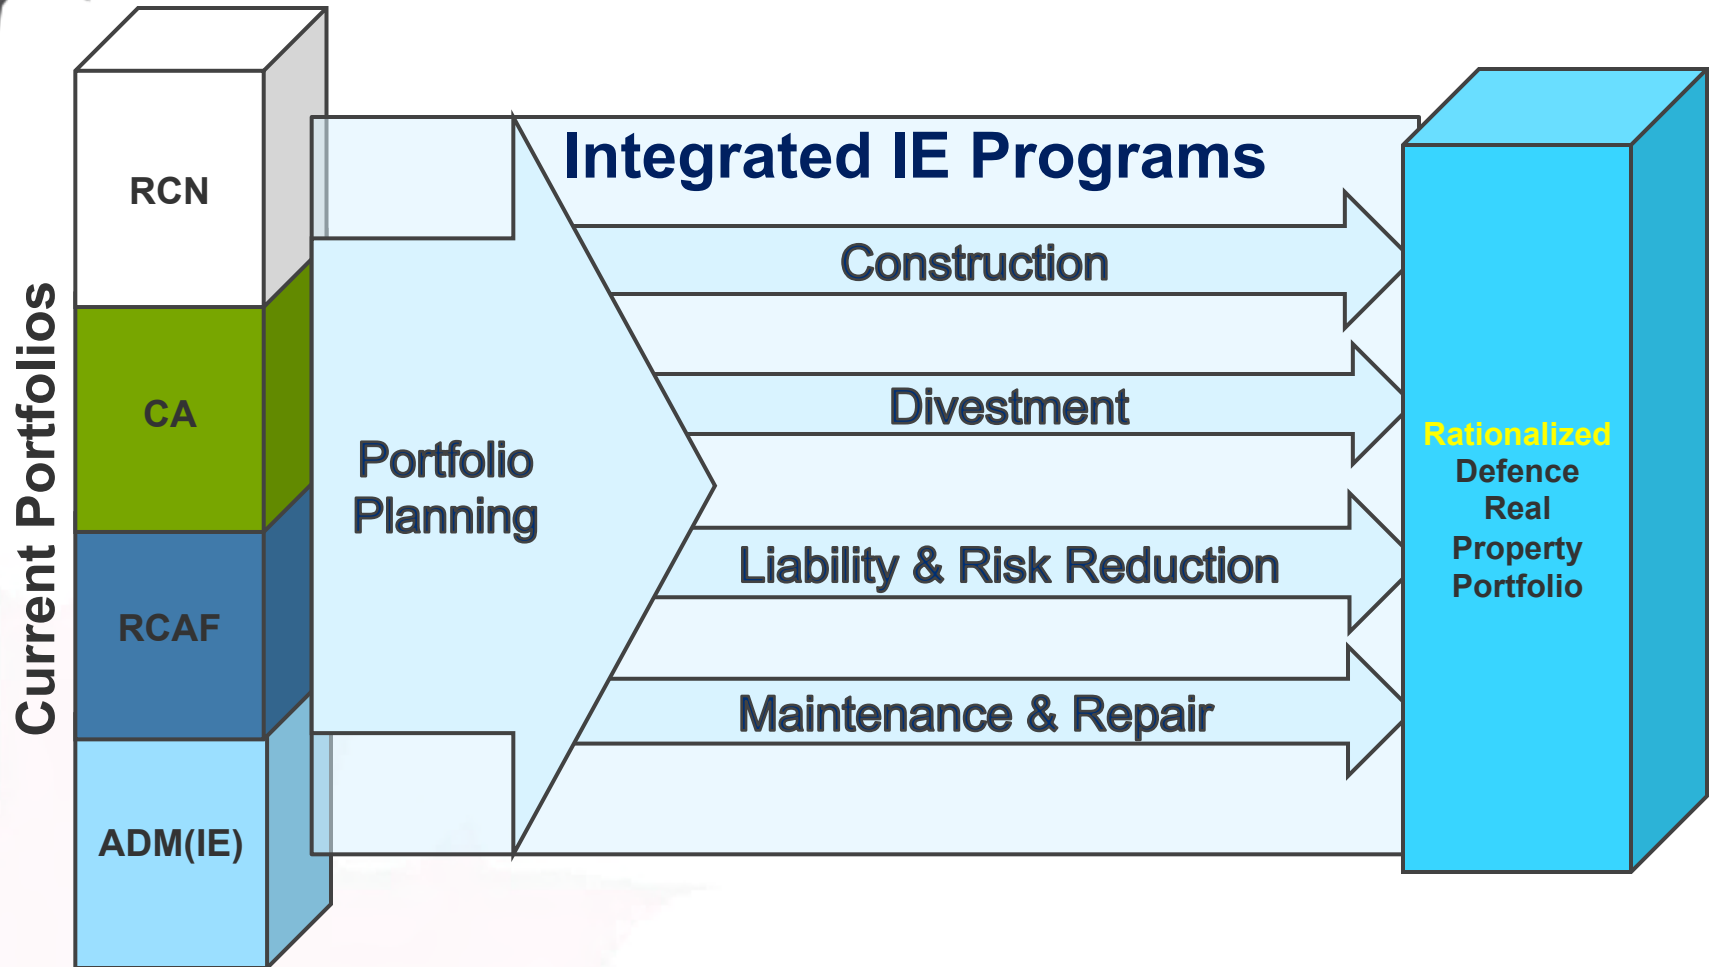 Current Portfolios
RCN
CA
RCAF
ADM(IE)
Portfolio
Planning
Integrated IE Programs
Construction
Divestment
Liability & Risk Reduction
Maintenance & Repair
Rationalized
Defence
Real
Property
Portfolio